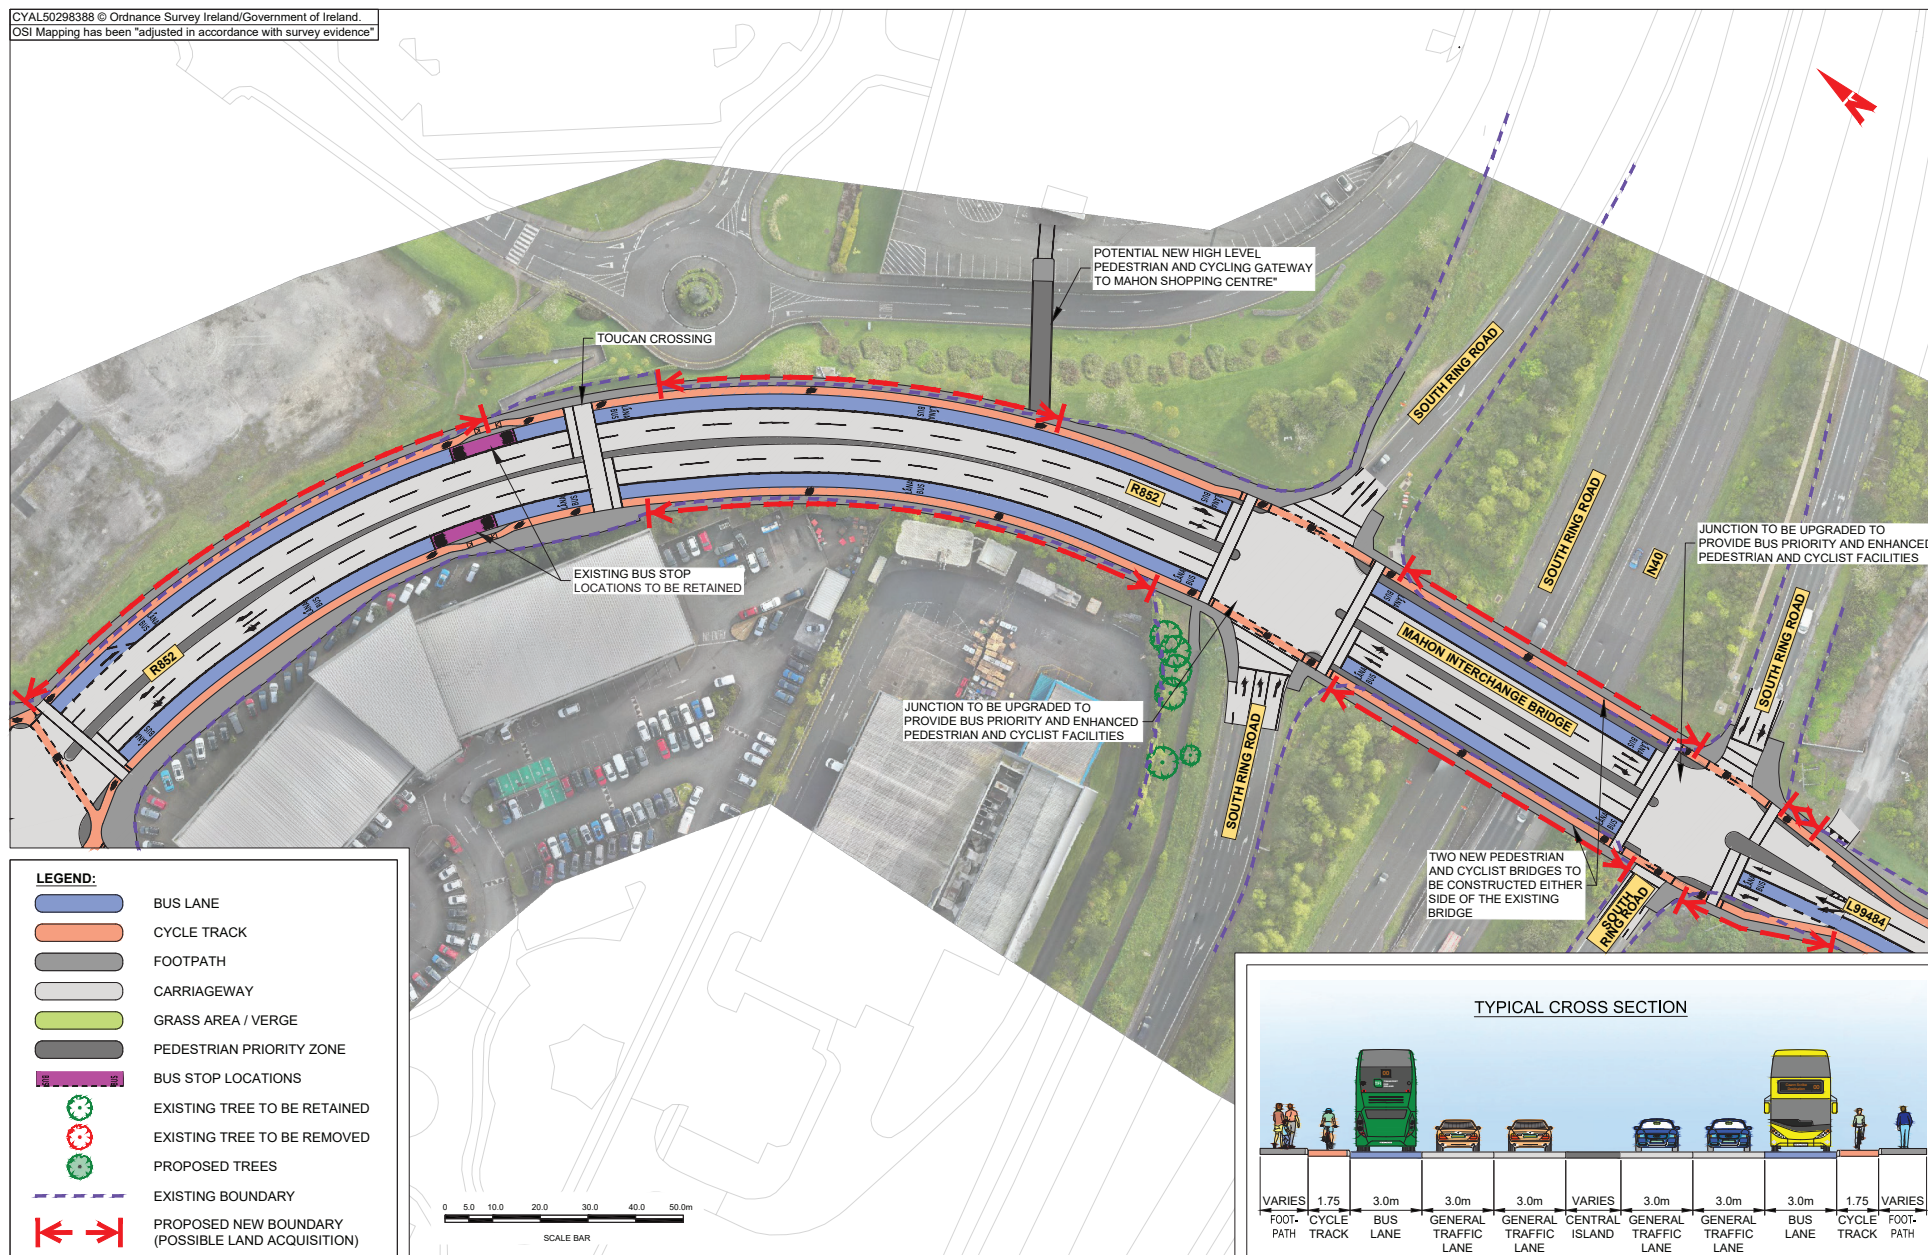 CYAL50298388 © Ordnance Survey Ireland/Government of Ireland.
OSI Mapping has been "adjusted in accordance with survey evidence"
POTENTIAL NEW HIGH LEVEL
PEDESTRIAN AND CYCLING GATEWAY
TO MAHON SHOPPING CENTRE"
TOUCAN CROSSING
SOUTH RING ROAD
SOUTH RING ROAD
N40
JUNCTION TO BE UPGRADED TO
PROVIDE BUS PRIORITY AND ENHANCED
PEDESTRIAN AND CYCLIST FACILITIES
R852
EXISTING BUS STOP
LOCATIONS TO BE RETAINED
SOUTH RING ROAD
MAHON INTERCHANGE BRIDGE
R852
JUNCTION TO BE UPGRADED TO
PROVIDE BUS PRIORITY AND ENHANCED
PEDESTRIAN AND CYCLIST FACILITIES
SOUTH RING ROAD
TWO NEW PEDESTRIAN
AND CYCLIST BRIDGES TO
BE CONSTRUCTED EITHER
SIDE OF THE EXISTING
BRIDGE
SOUTH
RING ROAD
L99484
BUS
LÁNA
BUS
LÁNA
BUS
LÁNA
BUS
LÁNA
LEGEND:
BUS LANE
CYCLE TRACK
FOOTPATH
CARRIAGEWAY
GRASS AREA / VERGE
PEDESTRIAN PRIORITY ZONE
BUS STOP LOCATIONS
EXISTING TREE TO BE RETAINED
EXISTING TREE TO BE REMOVED
PROPOSED TREES
EXISTING BOUNDARY
PROPOSED NEW BOUNDARY
(POSSIBLE LAND ACQUISITION)
0 5.0 10.0 20.0 30.0 40.0 50.0m
SCALE BAR
TYPICAL CROSS SECTION
VARIES 1.75 3.0m 3.0m 3.0m VARIES 3.0m 3.0m 3.0m 1.75 VARIES
FOOT- CYCLE BUS GENERAL GENERAL CENTRAL GENERAL GENERAL BUS CYCLE FOOT-
PATH TRACK LANE TRAFFIC TRAFFIC ISLAND TRAFFIC TRAFFIC LANE TRACK PATH
LANE LANE LANE LANE